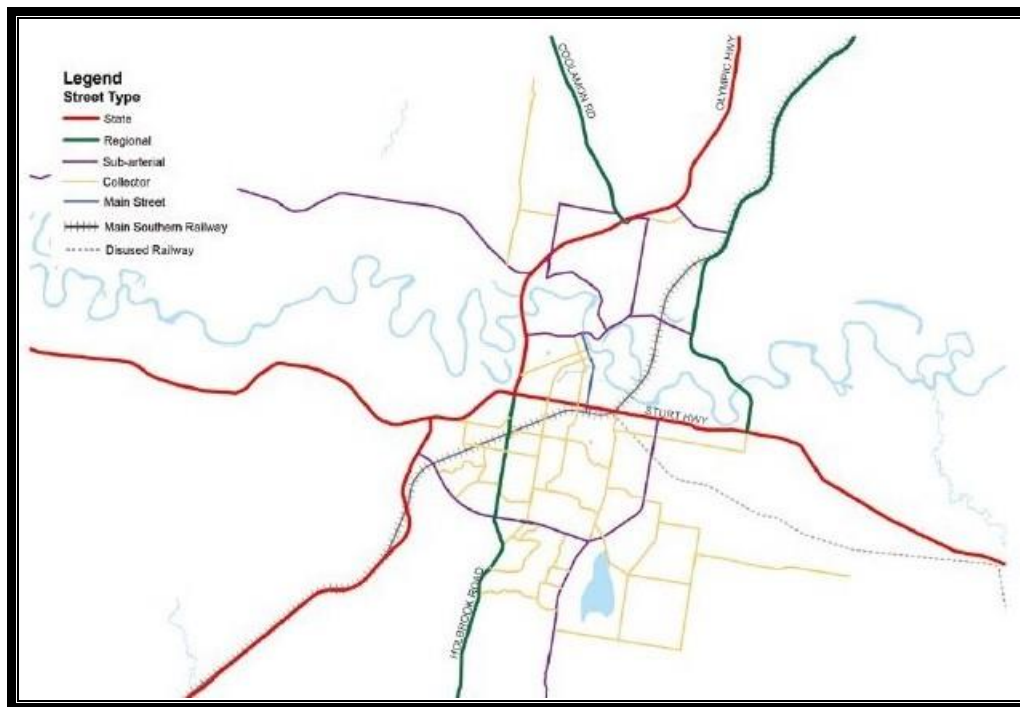 Legend
Street Type
State
Regional
Sub-arterial
Collector
Main Street
Main Southern Railway
Disused Railway
COOLAMON RD
OLYMPIC HWY
STURT HWY
HOLBROOK ROAD